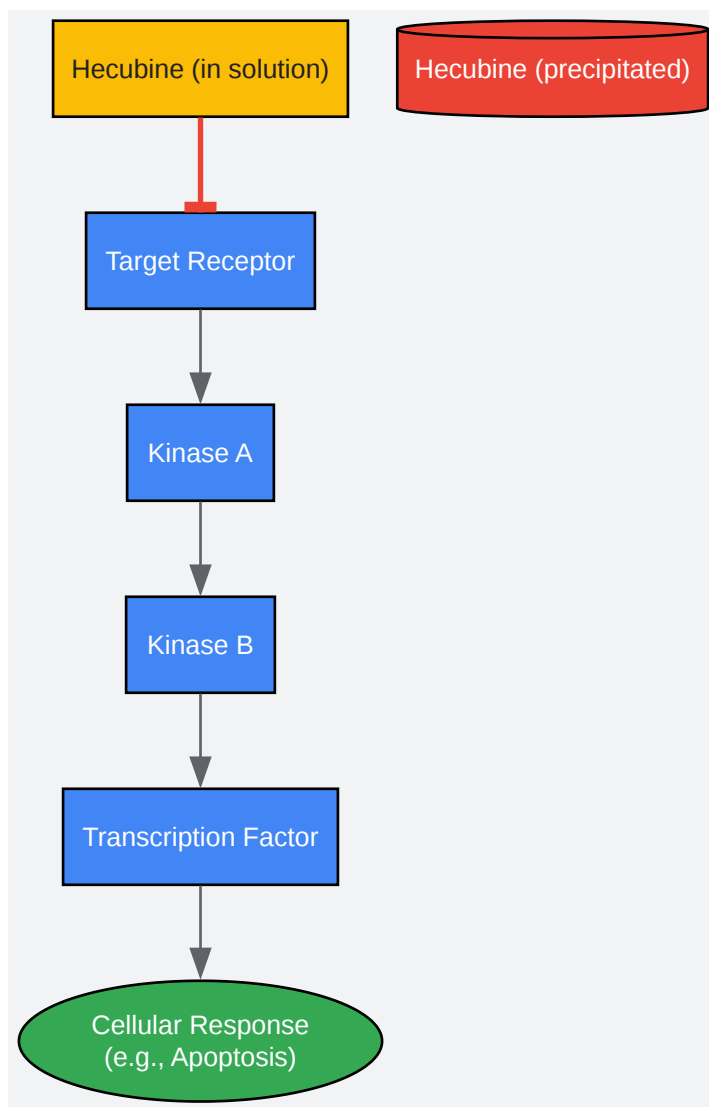 Hecubine (in solution)
Hecubine (precipitated)
Target Receptor
Kinase A
Kinase B
Transcription Factor
Cellular Response
(e.g., Apoptosis)